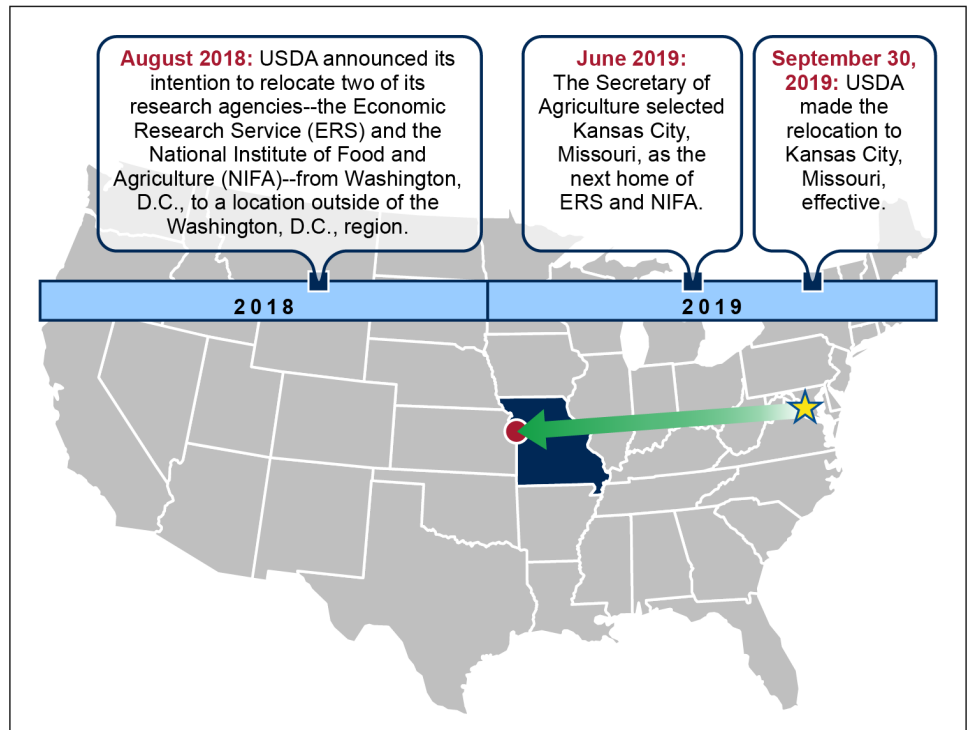 August 2018: USDA announced its
intention to relocate two of its
research agencies--the Economic
Research Service (ERS) and the
National Institute of Food and
Agriculture (NIFA)--from Washington,
D.C., to a location outside of the
Washington, D.C., region.
June 2019:
The Secretary of
Agriculture selected
Kansas City,
Missouri, as the
next home of
ERS and NIFA.
September 30,
2019: USDA
made the
relocation to
Kansas City,
Missouri,
effective.
2018
2019